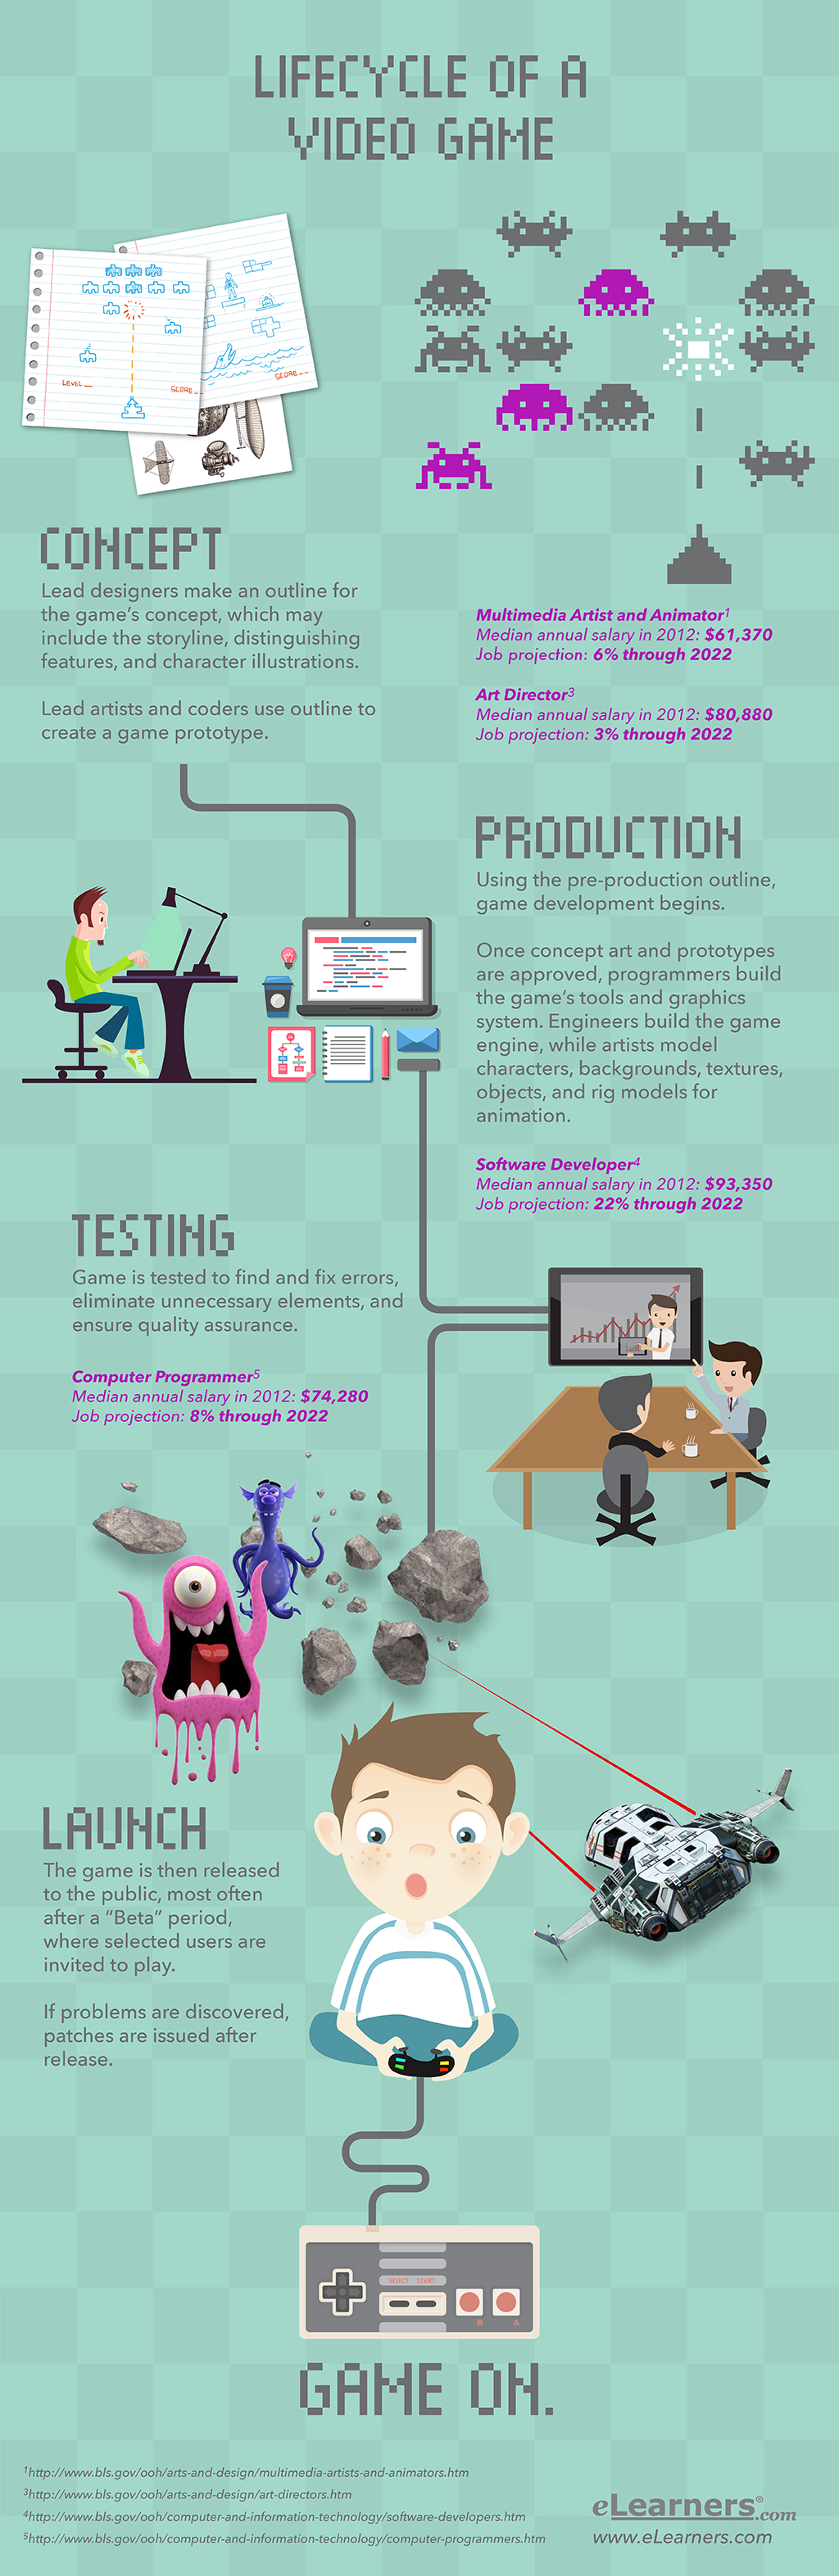 LIFECYCLE OF A
VIDEO GAME
LEVEL __
SCORE __
SCORE __
CONCEPT
Lead designers make an outline for
the game's concept, which may
include the storyline, distinguishing
features, and character illustrations.
Lead artists and coders use outline to
create a game prototype.
Multimedia Artist and Animator1
Median annual salary in 2012: $61,370
Job projection: 6% through 2022
Art Director3
Median annual salary in 2012: $80,880
Job projection: 3% through 2022
PRODUCTION
Using the pre-production outline,
game development begins.
Once concept art and prototypes
are approved, programmers build
the game's tools and graphics
system. Engineers build the game
engine, while artists model
characters, backgrounds, textures,
objects, and rig models for
animation.
Software Developer4
Median annual salary in 2012: $93,350
Job projection: 22% through 2022
TESTING
Game is tested to find and fix errors,
eliminate unnecessary elements, and
ensure quality assurance.
Computer Programmer5
Median annual salary in 2012: $74,280
Job projection: 8% through 2022
LAUNCH
The game is then released
to the public, most often
after a "Beta" period,
where selected users are
invited to play.
If problems are discovered,
patches are issued after
release.
SELECT START
B A
GAME ON.
1http://www.bls.gov/ooh/arts-and-design/multimedia-artists-and-animators.htm
3http://www.bls.gov/ooh/arts-and-design/art-directors.htm
4http://www.bls.gov/ooh/computer-and-information-technology/software-developers.htm
5http://www.bls.gov/ooh/computer-and-information-technology/computer-programmers.htm
eLearners®.com
www.eLearners.com